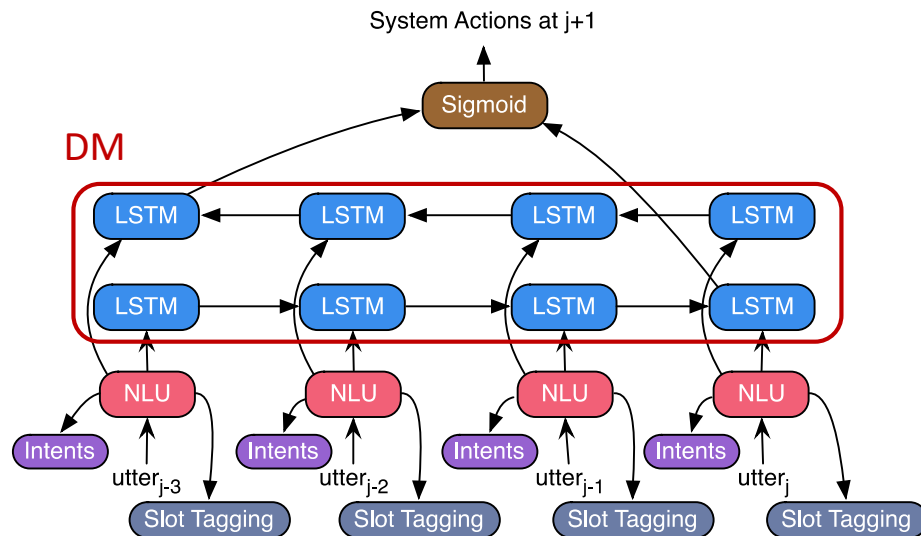 System Actions at j+1
Sigmoid
DM
LSTM LSTM LSTM LSTM
LSTM LSTM LSTM LSTM
NLU NLU NLU NLU
Intents Intents Intents Intents
utterj-3 utterj-2 utterj-1 utterj
Slot Tagging Slot Tagging Slot Tagging Slot Tagging